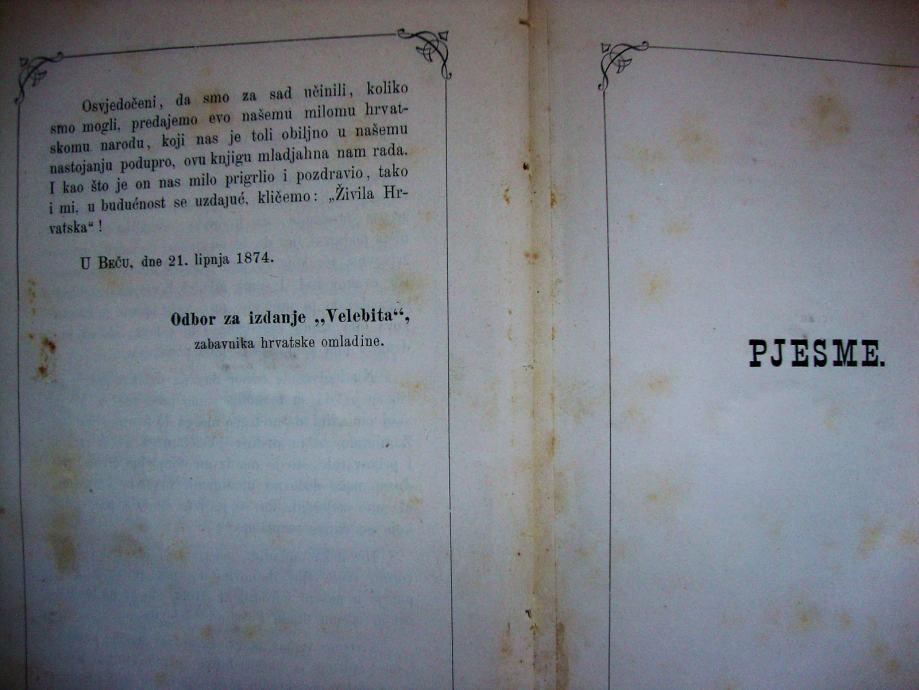 Osvjedočeni, da smo za sad učinili, koliko
smo mogli, predajemo evo našemu milomu hrvat-
skomu narodu, koji nas je toli obiljno u našemu
nastojanju podupro, ovu knjigu mladjahna nam rada.
I kao što je on nas milo prigrlio i pozdravio, tako
i mi, u budućnost se uzdajuć, kličemo: „Živila Hr-
vatska“!
U Beču, dne 21. lipnja 1874.
Odbor za izdanje „Velebita“,
zabavnika hrvatske omladine.
PJESME.